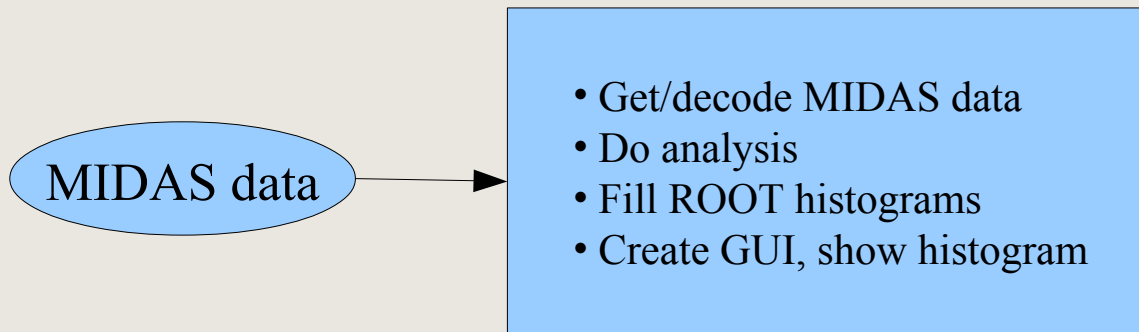 MIDAS data
• Get/decode MIDAS data
• Do analysis
• Fill ROOT histograms
• Create GUI, show histogram